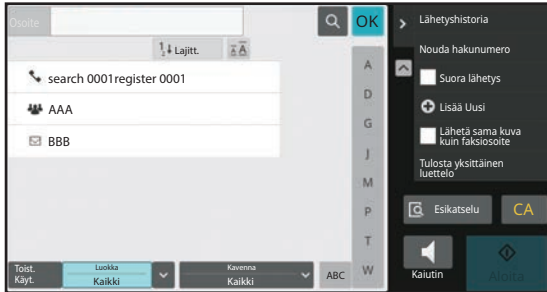 Osoite
OK
Lajitt.
search 0001register 0001
AAA
BBB
A
D
G
J
M
P
T
W
Toist.
Käyt.
Luokka
Kaikki
Kavenna
Kaikki
ABC
Lähetyshistoria
Nouda hakunumero
Suora lähetys
Lisää Uusi
Lähetä sama kuva
kuin faksiosoite
Tulosta yksittäinen
luettelo
Esikatselu
CA
Kaiutin
Aloita